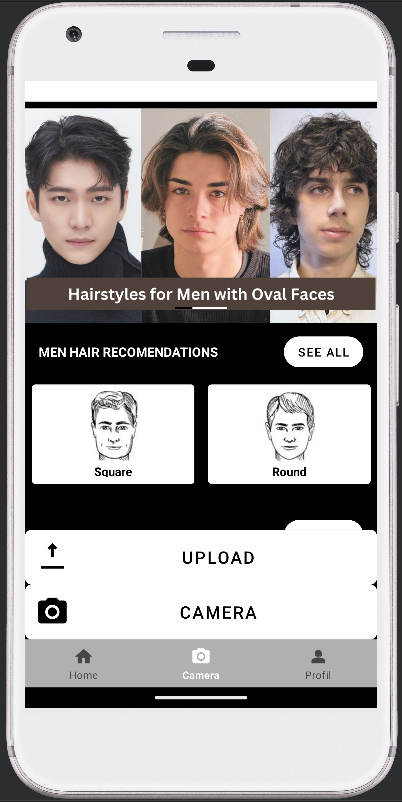 Hairstyles for Men with Oval Faces
MEN HAIR RECOMENDATIONS
SEE ALL
Square
Round
UPLOAD
CAMERA
Home
Camera
Profil